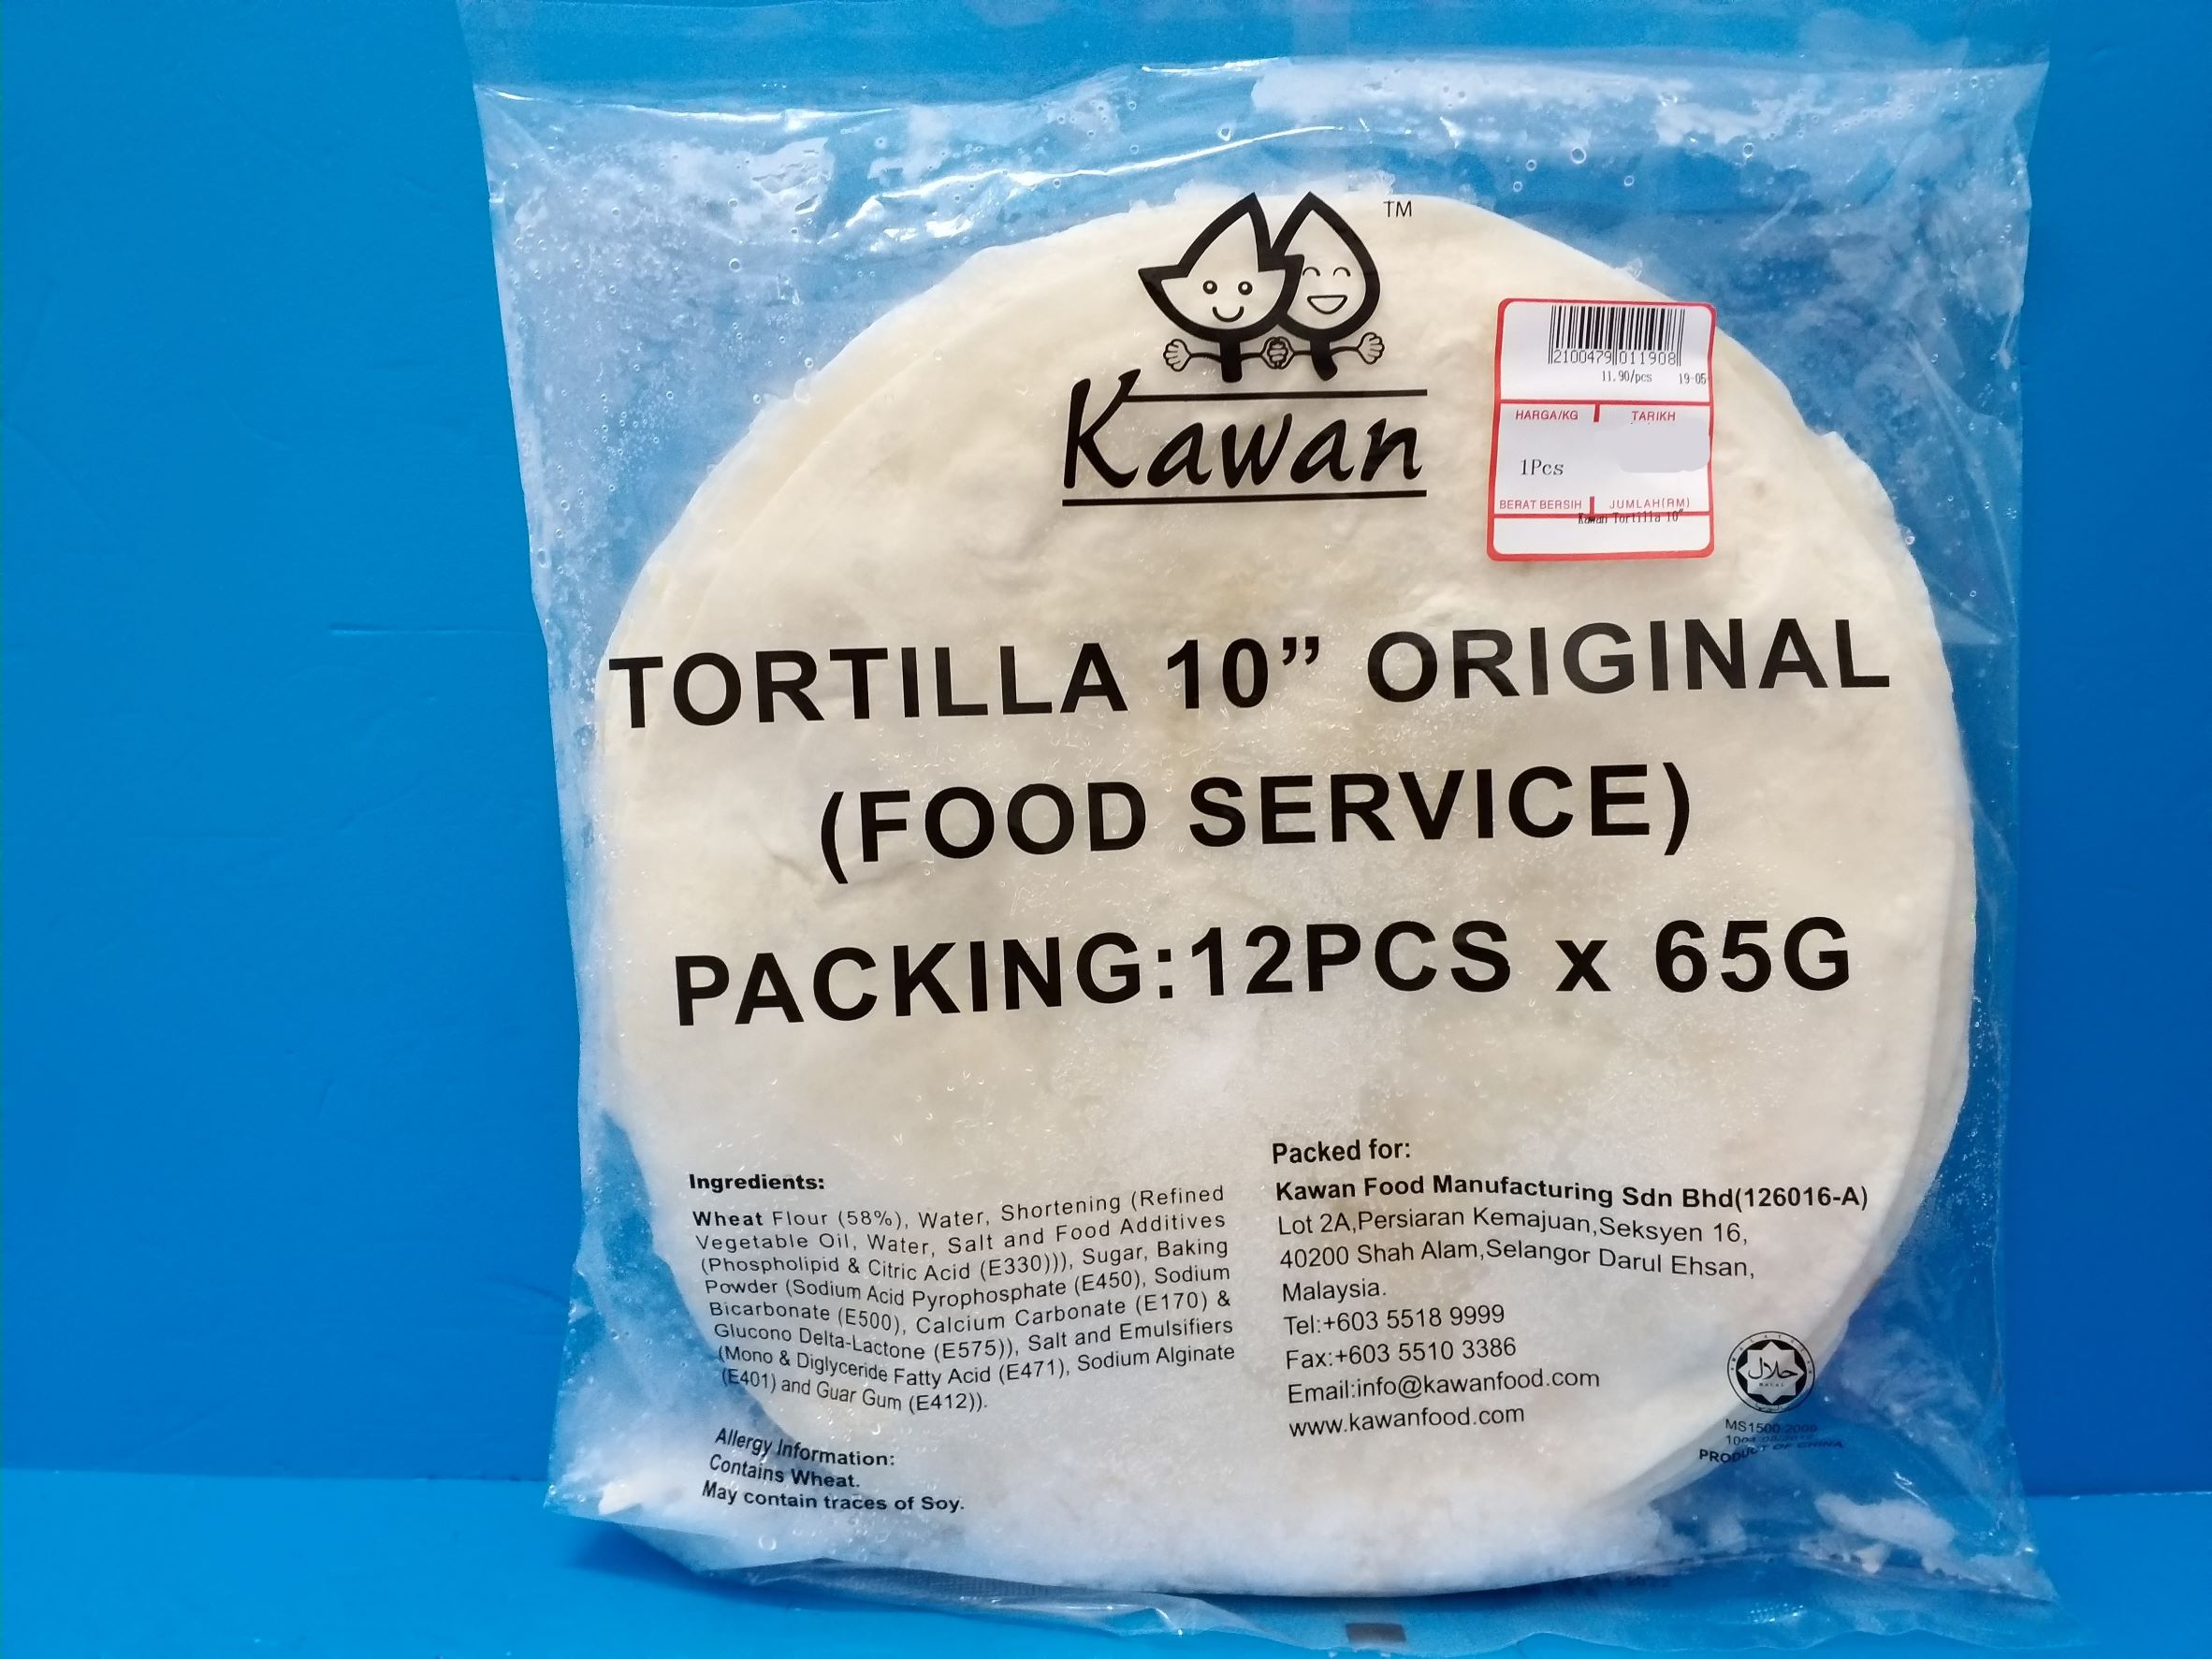 TM
Kawan
2100479 011908
11.90/pcs 19-05
HARGA/KG TARIKH
1Pcs
BERAT BERSIH JUMLAH(RM)
Kawan Tortilla 10"
TORTILLA 10” ORIGINAL
(FOOD SERVICE)
PACKING:12PCS x 65G
Ingredients:
Wheat Flour (58%), Water, Shortening (Refined
Vegetable Oil, Water, Salt and Food Additives
(Phospholipid & Citric Acid (E330))), Sugar, Baking
Powder (Sodium Acid Pyrophosphate (E450), Sodium
Bicarbonate (E500), Calcium Carbonate (E170) &
Glucono Delta-Lactone (E575)), Salt and Emulsifiers
(Mono & Diglyceride Fatty Acid (E471), Sodium Alginate
(E401) and Guar Gum (E412)).
Allergy Information:
Contains Wheat.
May contain traces of Soy.
Packed for:
Kawan Food Manufacturing Sdn Bhd(126016-A)
Lot 2A,Persiaran Kemajuan,Seksyen 16,
40200 Shah Alam,Selangor Darul Ehsan,
Malaysia.
Tel:+603 5518 9999
Fax:+603 5510 3386
Email:info@kawanfood.com
www.kawanfood.com
حلال
HALAL
MS1500:2009
PRODUCT OF CHINA